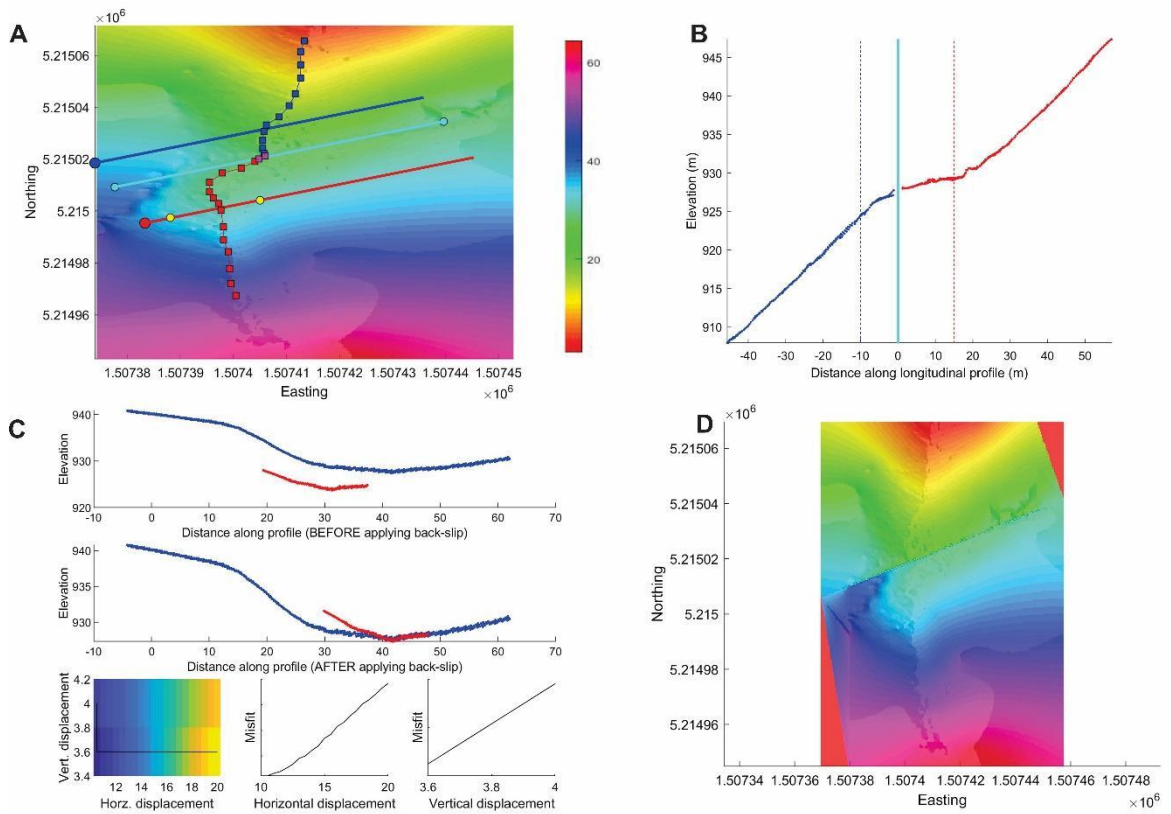 A
×10⁶
5.21506
5.21504
5.21502
5.215
5.21498
5.21496
Northing
1.50738 1.50739 1.5074 1.50741 1.50742 1.50743 1.50744 1.50745
Easting
×10⁶
60
40
20
B
945
940
935
930
925
920
915
910
Elevation (m)
-40 -30 -20 -10 0 10 20 30 40 50
Distance along longitudinal profile (m)
C
940
930
920
Elevation
-10 0 10 20 30 40 50 60 70
Distance along profile (BEFORE applying back-slip)
940
935
930
Elevation
-10 0 10 20 30 40 50 60 70
Distance along profile (AFTER applying back-slip)
4.2
4
3.8
3.6
3.4
Vert. displacement
12 14 16 18 20
Horz. displacement
Misfit
10 15 20
Horizontal displacement
Misfit
3.6 3.8 4
Vertical displacement
D
×10⁶
5.21506
5.21504
5.21502
5.215
5.21498
5.21496
Northing
1.50734 1.50736 1.50738 1.5074 1.50742 1.50744 1.50746 1.50748
Easting
×10⁶